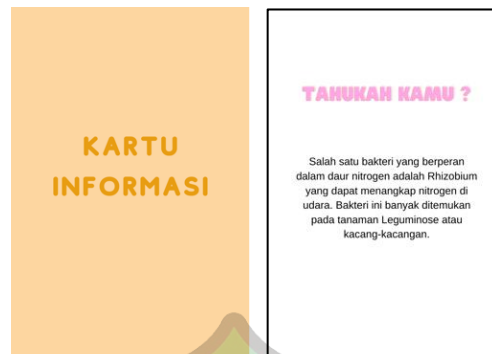 KARTU
INFORMASI
TAHUKAH KAMU ?
Salah satu bakteri yang berperan
dalam daur nitrogen adalah Rhizobium
yang dapat menangkap nitrogen di
udara. Bakteri ini banyak ditemukan
pada tanaman Leguminose atau
kacang-kacangan.